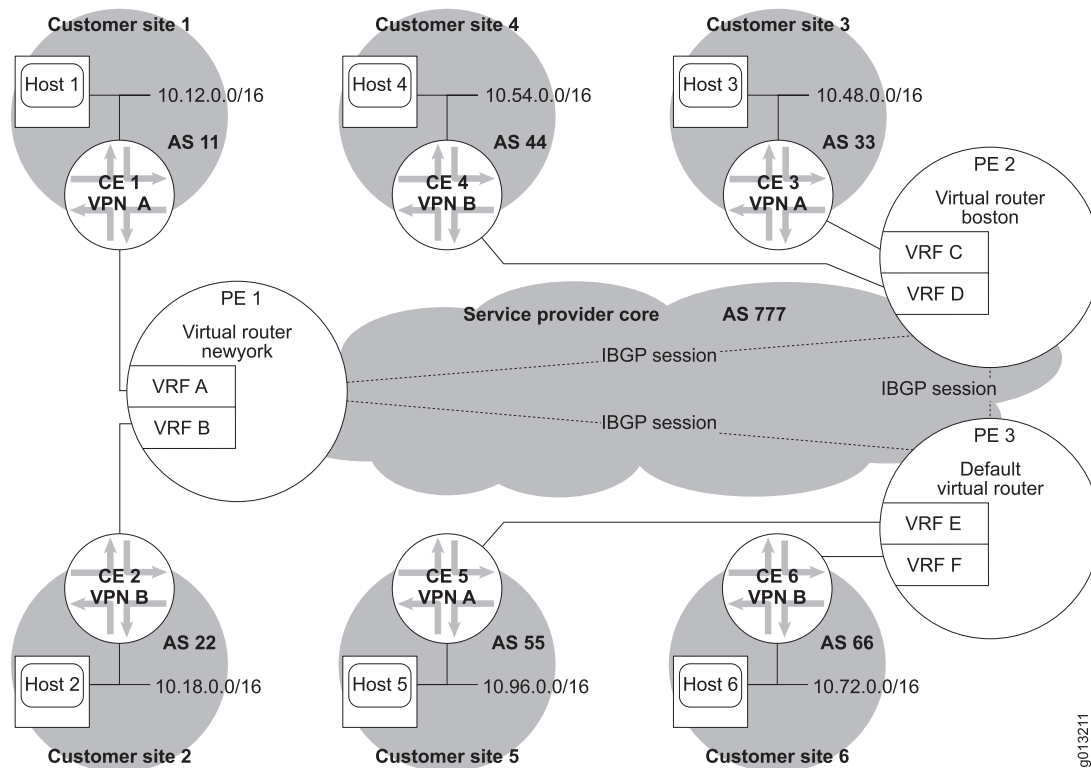 Customer site 1
Host 1
10.12.0.0/16
AS 11
CE 1
VPN A
Customer site 4
Host 4
10.54.0.0/16
AS 44
CE 4
VPN B
Customer site 3
Host 3
10.48.0.0/16
AS 33
CE 3
VPN A
PE 2
Virtual router
boston
VRF C
VRF D
PE 1
Virtual router
newyork
VRF A
VRF B
Service provider core
AS 777
IBGP session
IBGP session
IBGP session
PE 3
Default
virtual router
VRF E
VRF F
CE 2
VPN B
AS 22
Host 2
10.18.0.0/16
Customer site 2
CE 5
VPN A
AS 55
Host 5
10.96.0.0/16
Customer site 5
CE 6
VPN B
AS 66
Host 6
10.72.0.0/16
Customer site 6
g013211